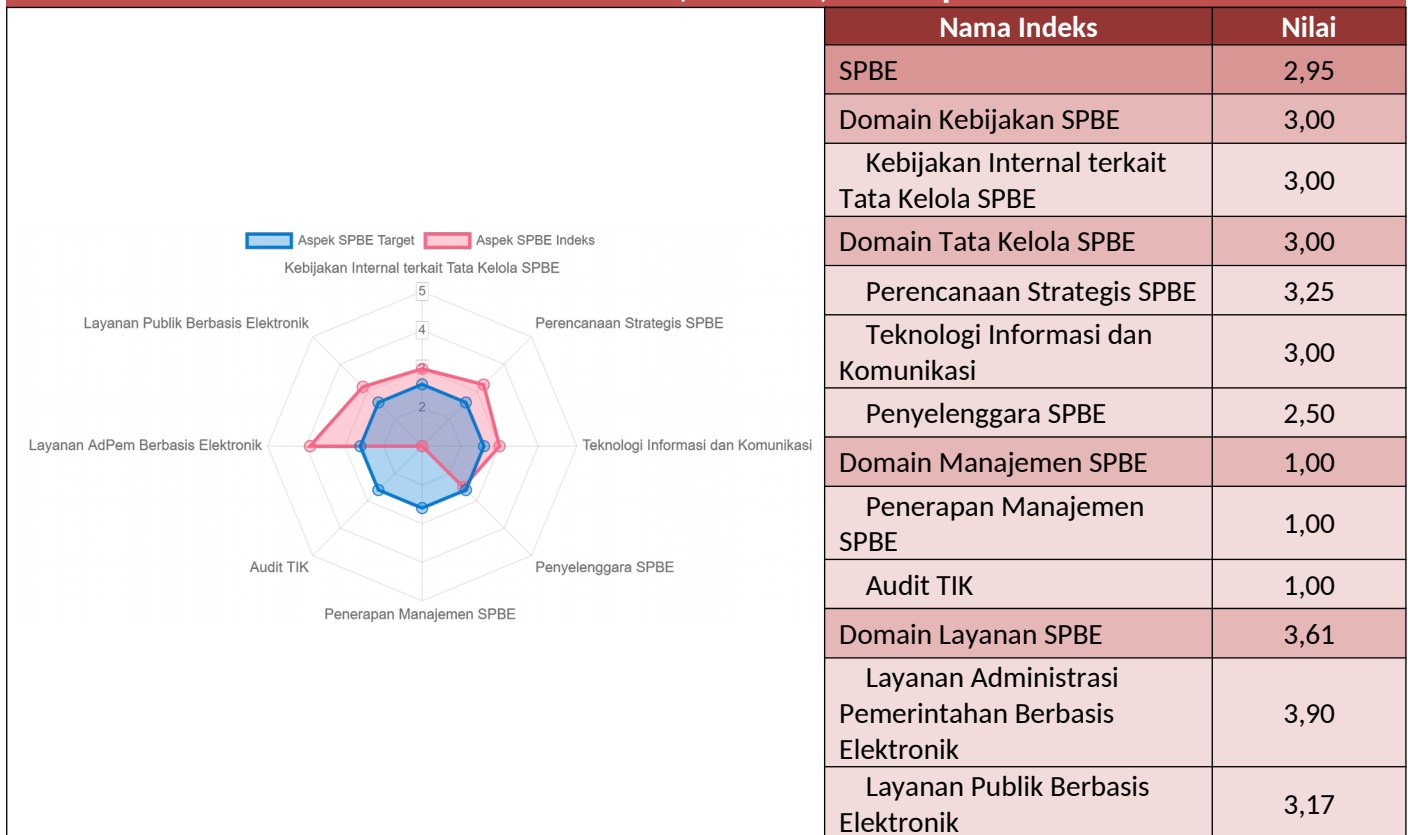 Aspek SPBE Target
Aspek SPBE Indeks
Kebijakan Internal terkait Tata Kelola SPBE
5
Layanan Publik Berbasis Elektronik
Perencanaan Strategis SPBE
4
3
2
Layanan AdPem Berbasis Elektronik
Teknologi Informasi dan Komunikasi
Audit TIK
Penyelenggara SPBE
Penerapan Manajemen SPBE
Nama Indeks Nilai
SPBE 2,95
Domain Kebijakan SPBE 3,00
Kebijakan Internal terkait
Tata Kelola SPBE 3,00
Domain Tata Kelola SPBE 3,00
Perencanaan Strategis SPBE 3,25
Teknologi Informasi dan
Komunikasi 3,00
Penyelenggara SPBE 2,50
Domain Manajemen SPBE 1,00
Penerapan Manajemen
SPBE 1,00
Audit TIK 1,00
Domain Layanan SPBE 3,61
Layanan Administrasi
Pemerintahan Berbasis 3,90
Elektronik
Layanan Publik Berbasis
Elektronik 3,17